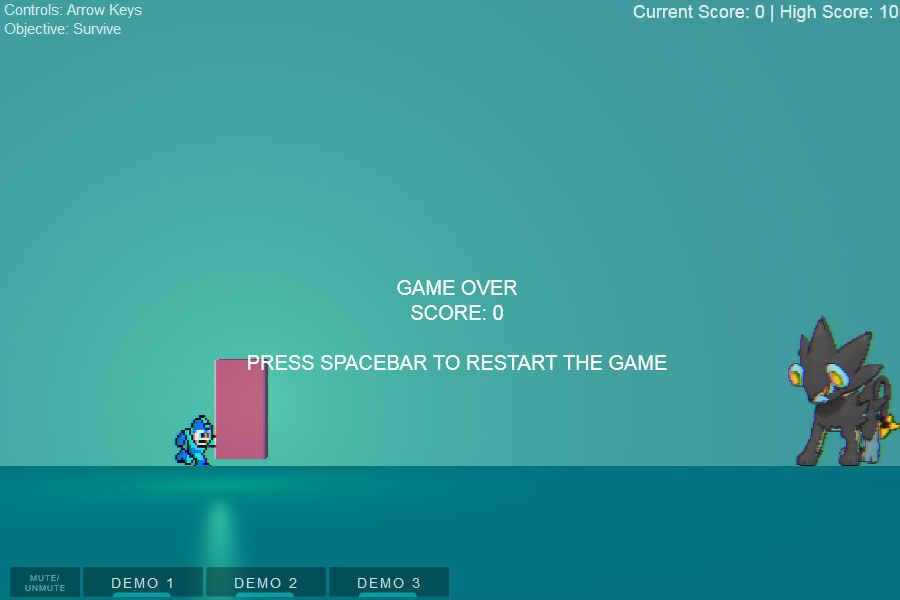 Controls: Arrow Keys
Objective: Survive
Current Score: 0 | High Score: 10
GAME OVER
SCORE: 0
PRESS SPACEBAR TO RESTART THE GAME
MUTE/
UNMUTE
DEMO 1
DEMO 2
DEMO 3